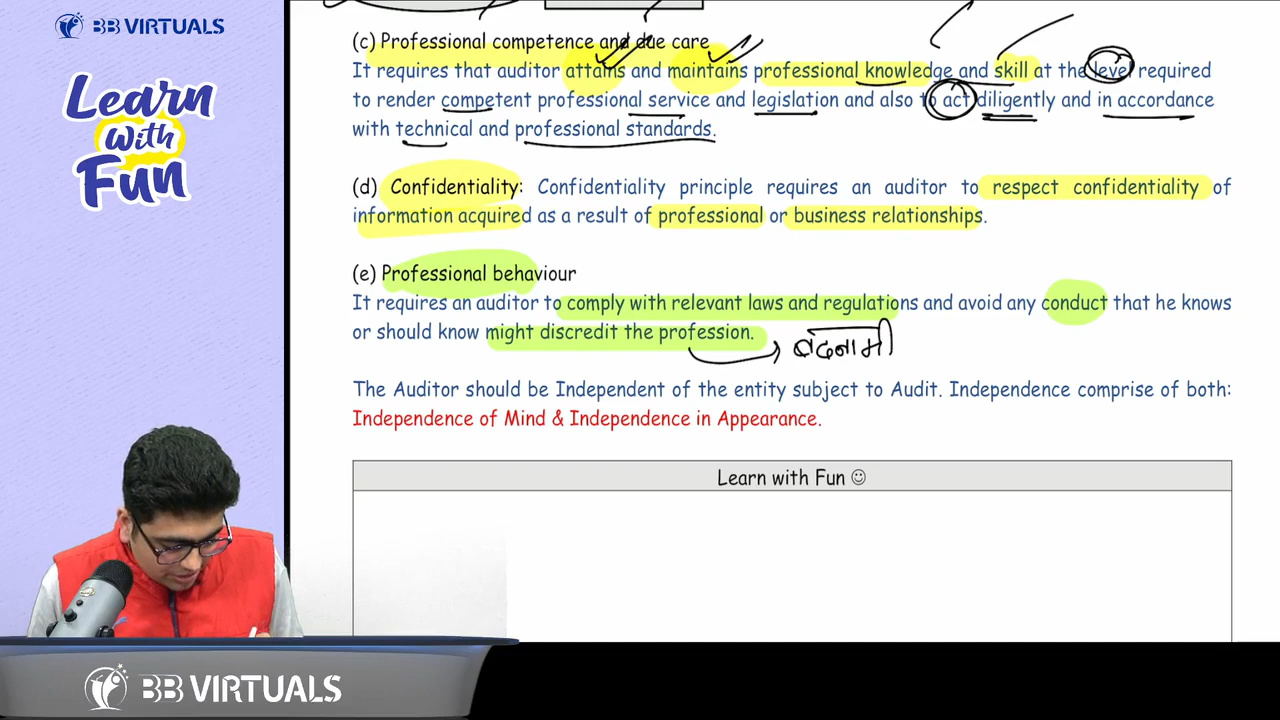 BB VIRTUALS
Learn
With
Fun
(c) Professional competence and due care
It requires that auditor attains and maintains professional knowledge and skill at the level required
to render competent professional service and legislation and also to act diligently and in accordance
with technical and professional standards.
(d) Confidentiality: Confidentiality principle requires an auditor to respect confidentiality of
information acquired as a result of professional or business relationships.
(e) Professional behaviour
It requires an auditor to comply with relevant laws and regulations and avoid any conduct that he knows
or should know might discredit the profession.
बदनामी
The Auditor should be Independent of the entity subject to Audit. Independence comprise of both:
Independence of Mind & Independence in Appearance.
Learn with Fun ☺
BB VIRTUALS